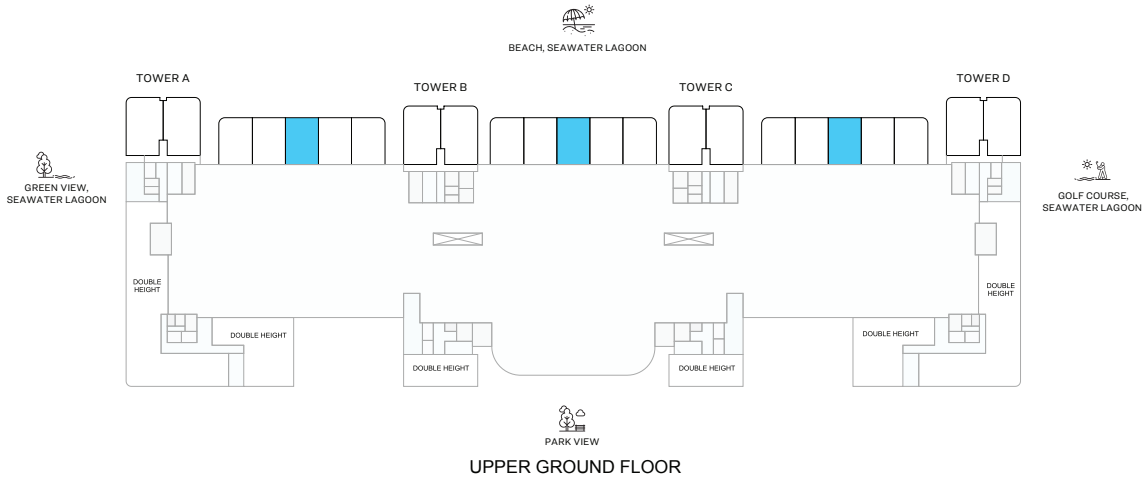 BEACH, SEAWATER LAGOON
TOWER A
TOWER B
TOWER C
TOWER D
GREEN VIEW,
SEAWATER LAGOON
GOLF COURSE,
SEAWATER LAGOON
DOUBLE
HEIGHT
DOUBLE
HEIGHT
DOUBLE HEIGHT
DOUBLE HEIGHT
DOUBLE HEIGHT
DOUBLE HEIGHT
PARK VIEW
UPPER GROUND FLOOR